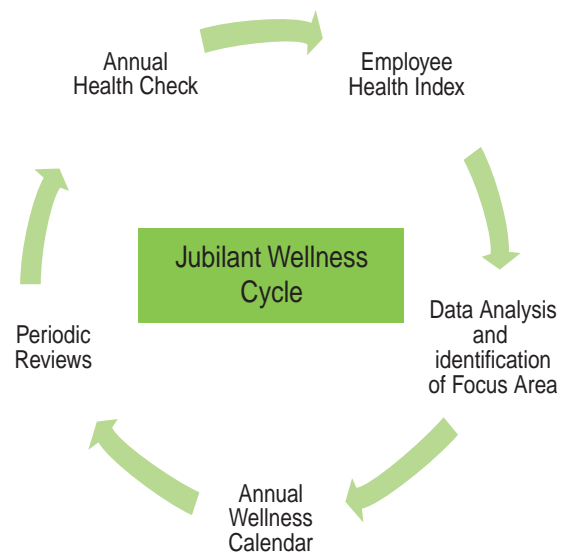 Annual
Health Check
Employee
Health Index
Jubilant Wellness
Cycle
Data Analysis
and
identification
of Focus Area
Annual
Wellness
Calendar
Periodic
Reviews